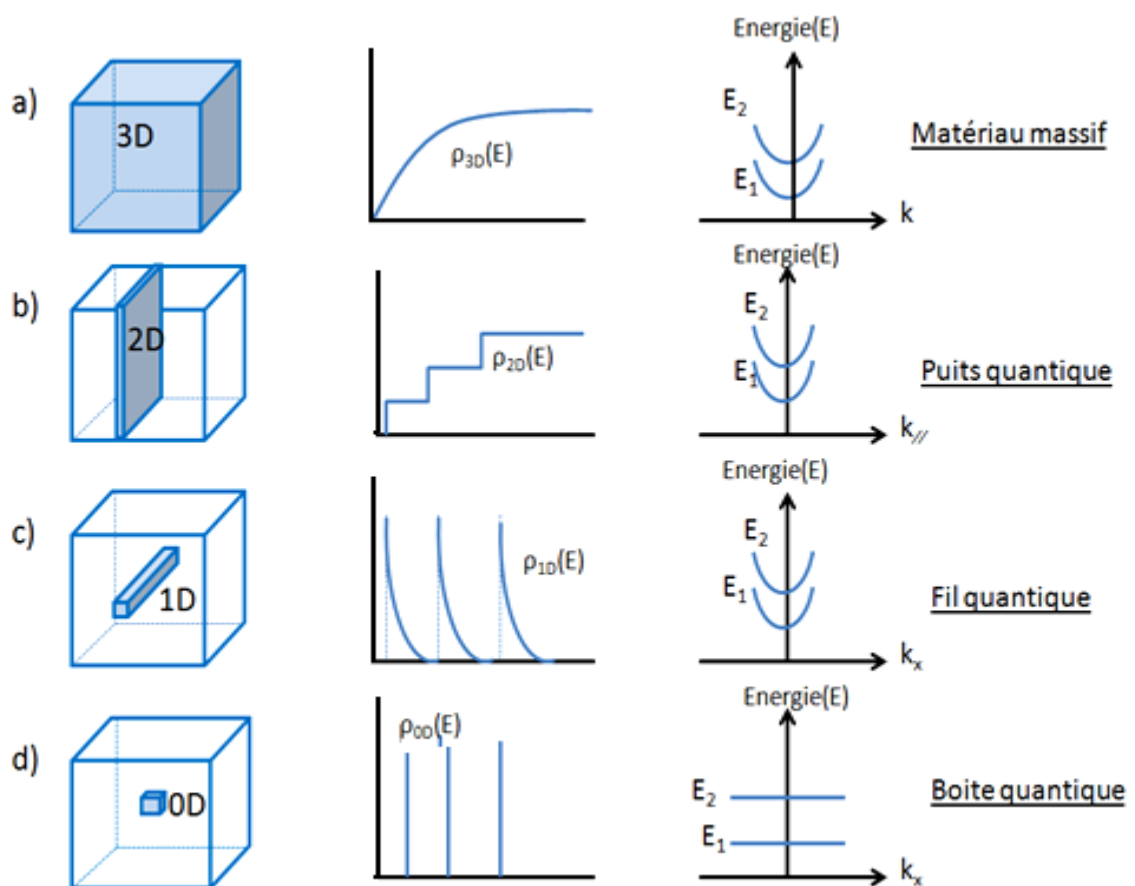 a)
3D
ρ3D(E)
Energie(E)
E2
E1
k
Matériau massif
b)
2D
ρ2D(E)
Energie(E)
E2
E1
k//
Puits quantique
c)
1D
ρ1D(E)
Energie(E)
E2
E1
kx
Fil quantique
d)
0D
ρ0D(E)
Energie(E)
E2
E1
kx
Boite quantique